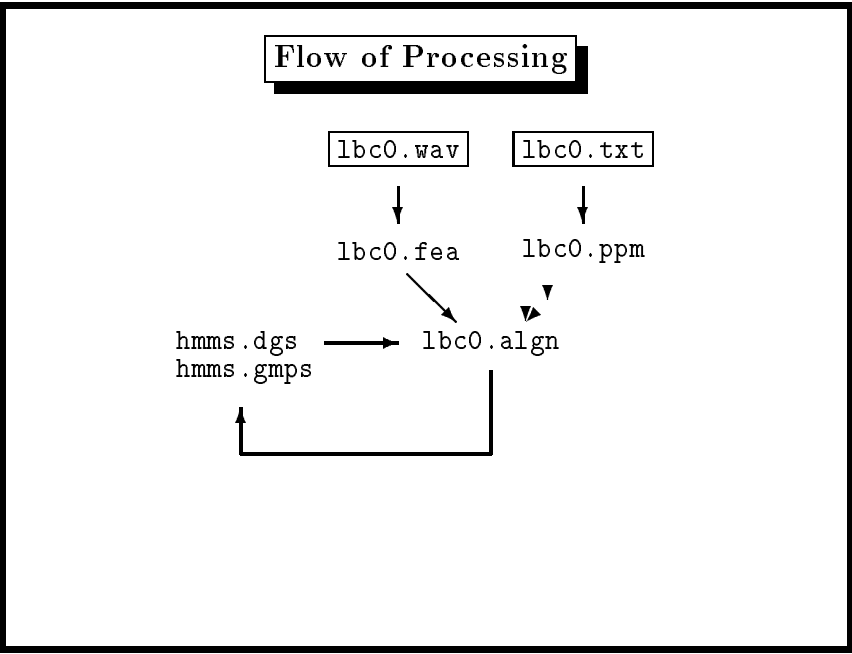 Flow of Processing
lbc0.wav
lbc0.txt
lbc0.fea
lbc0.ppm
hmms.dgs
lbc0.algn
hmms.gmps